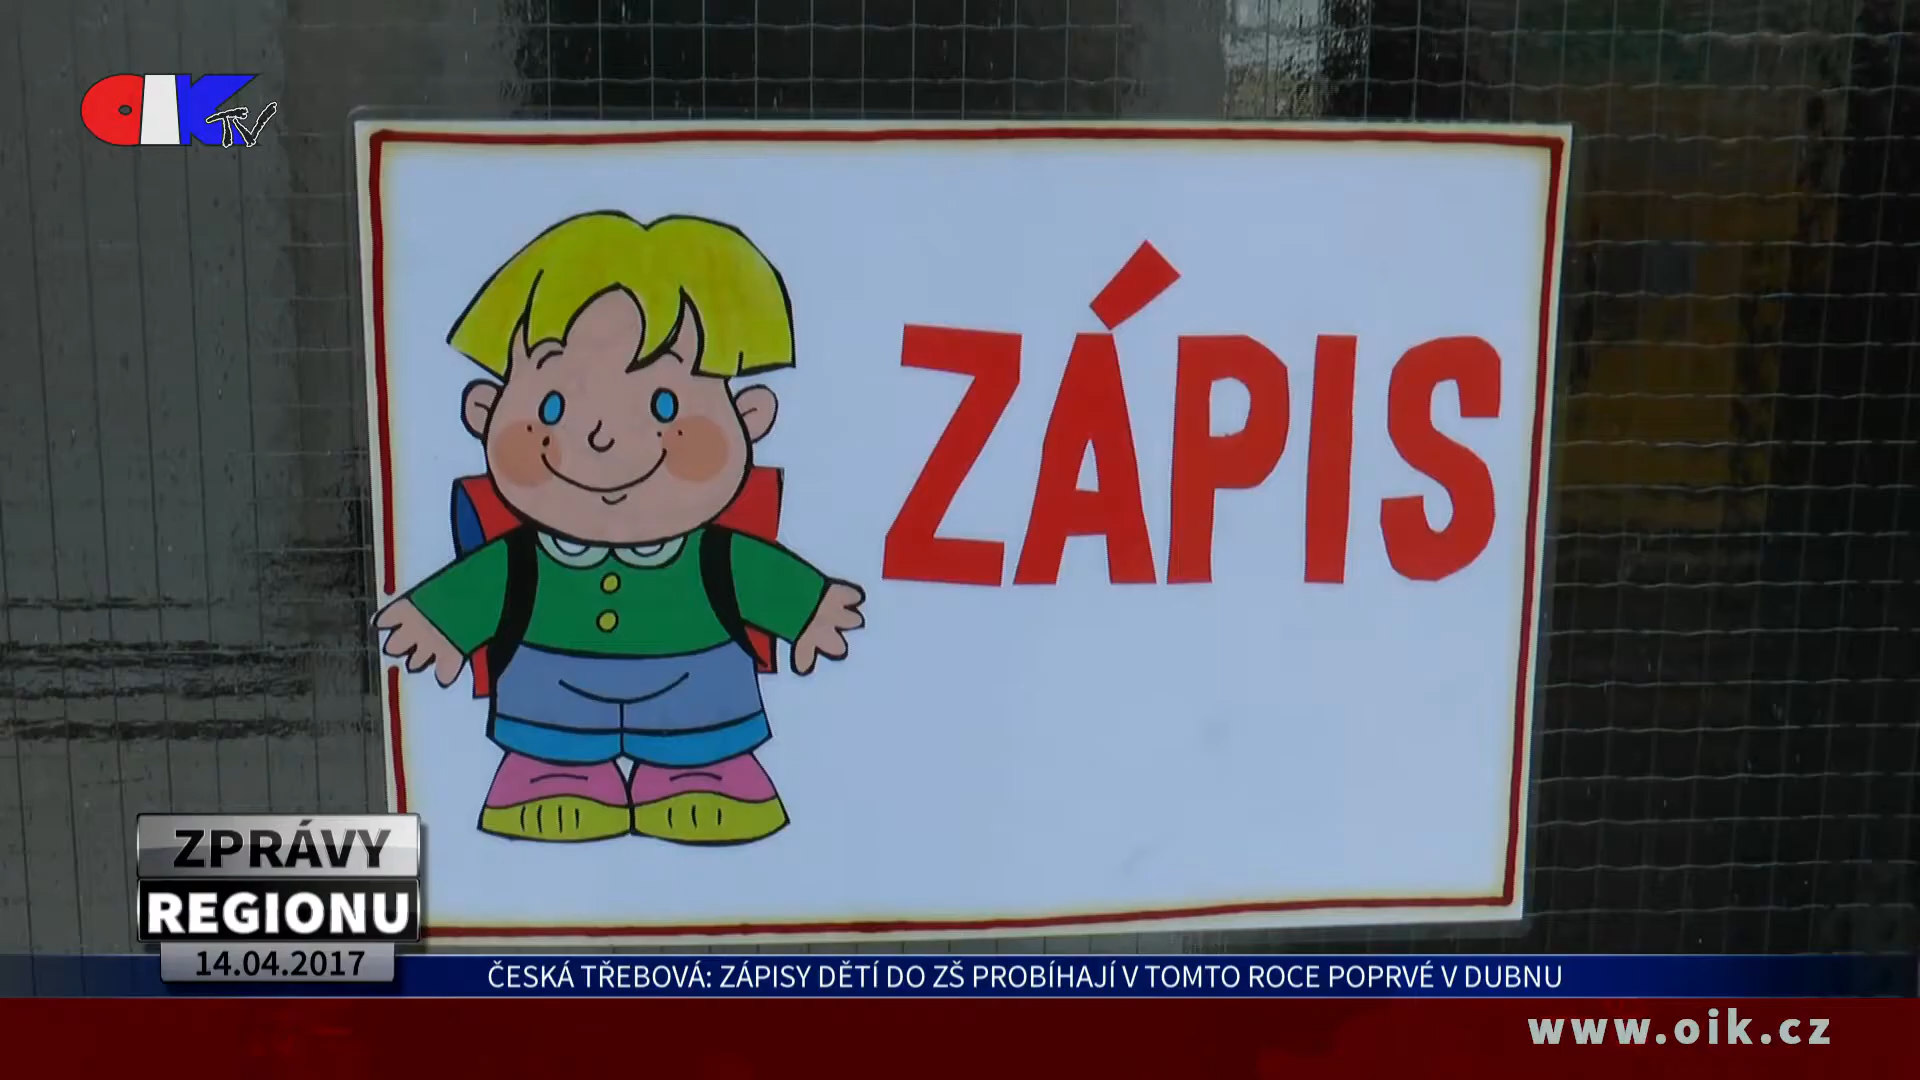 OIK TV
ZÁPIS
ZPRÁVY
REGIONU
14.04.2017
ČESKÁ TŘEBOVÁ: ZÁPISY DĚTÍ DO ZŠ PROBÍHAJÍ V TOMTO ROCE POPRVÉ V DUBNU
www.oik.cz